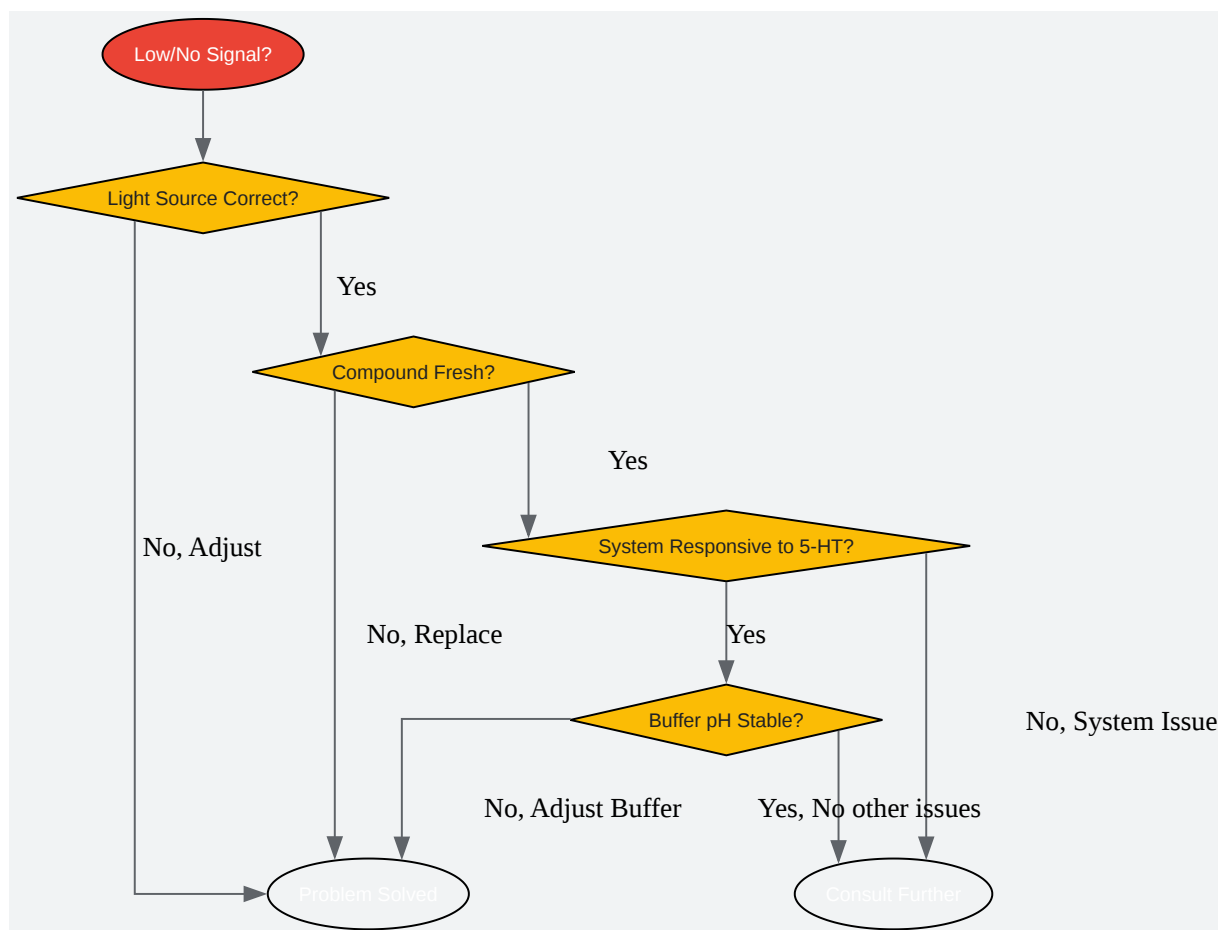 Low/No Signal?
Light Source Correct?
Yes
Compound Fresh?
Yes
No, Adjust
System Responsive to 5-HT?
No, Replace
Yes
Buffer pH Stable?
No, System Issue
No, Adjust Buffer
Yes, No other issues
Problem Solved
Consult Further